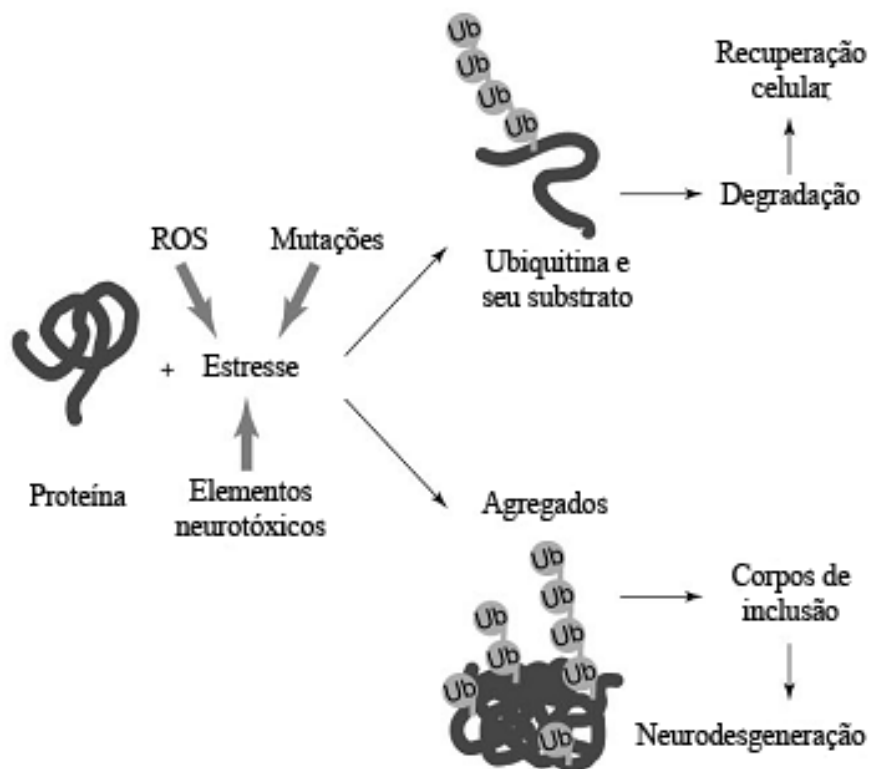 Ub
Ub
Ub
Ub
Recuperação
celular
Degradação
Ubiquitina e
seu substrato
ROS
Mutações
+ Estresse
Proteína
Elementos
neurotóxicos
Agregados
Ub
Ub
Ub
Ub
Ub
Ub
Ub
Ub
Corpos de
inclusão
Neurodesgeneração